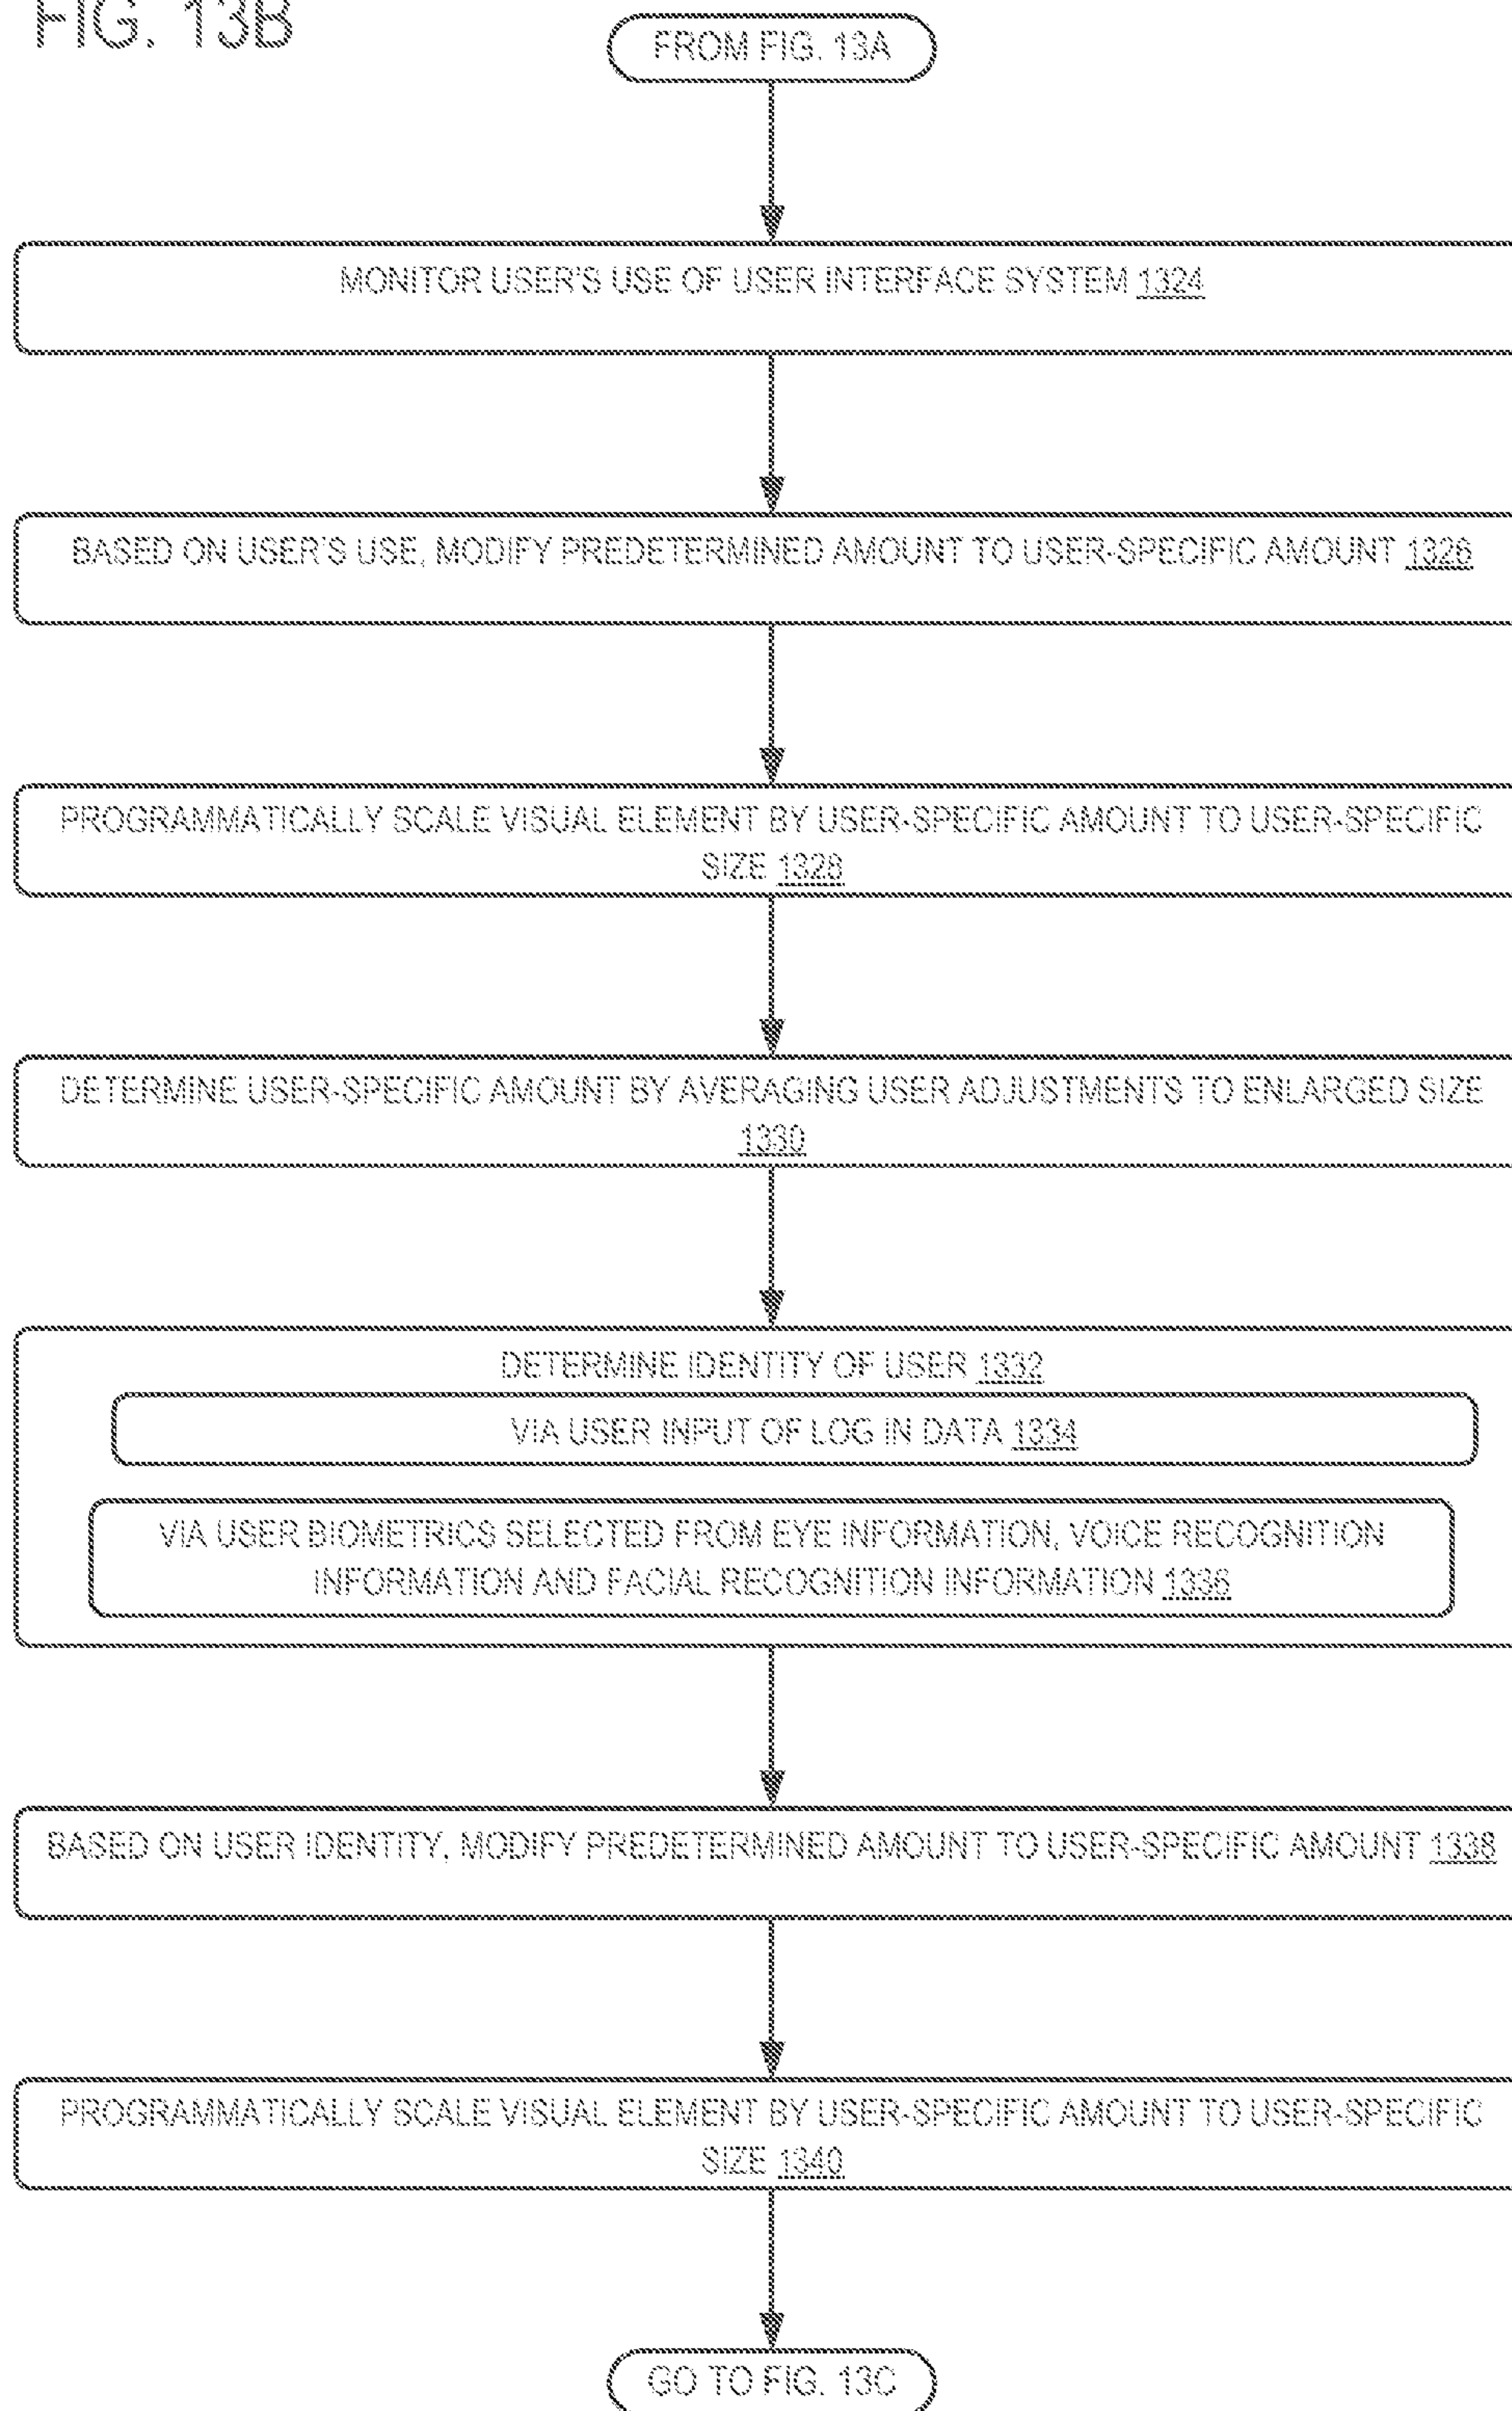 FIG. 13B
FROM FIG. 13A
MONITOR USER'S USE OF USER INTERFACE SYSTEM 1324
BASED ON USER'S USE, MODIFY PREDETERMINED AMOUNT TO USER-SPECIFIC AMOUNT 1326
PROGRAMMATICALLY SCALE VISUAL ELEMENT BY USER-SPECIFIC AMOUNT TO USER-SPECIFIC
SIZE 1328
DETERMINE USER-SPECIFIC AMOUNT BY AVERAGING USER ADJUSTMENTS TO ENLARGED SIZE
1330
DETERMINE IDENTITY OF USER 1332
VIA USER INPUT OF LOG IN DATA 1334
VIA USER BIOMETRICS SELECTED FROM EYE INFORMATION, VOICE RECOGNITION
INFORMATION AND FACIAL RECOGNITION INFORMATION 1336
BASED ON USER IDENTITY, MODIFY PREDETERMINED AMOUNT TO USER-SPECIFIC AMOUNT 1338
PROGRAMMATICALLY SCALE VISUAL ELEMENT BY USER-SPECIFIC AMOUNT TO USER-SPECIFIC
SIZE 1340
GO TO FIG. 13C